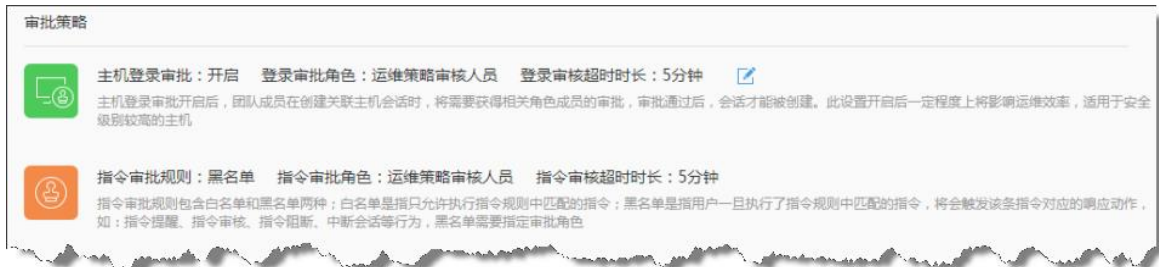 审批策略
主机登录审批：开启 登录审批角色：运维策略审核人员 登录审核超时时长：5分钟
主机登录审批开启后，团队成员在创建关联主机会话时，将需要获得相关角色成员的审批，审批通过后，会话才能被创建。此设置开启后一定程度上将影响运维效率，适用于安全
级别较高的主机
指令审批规则：黑名单 指令审批角色：运维策略审核人员 指令审核超时时长：5分钟
指令审批规则包含白名单和黑名单两种；白名单是指只允许执行指令规则中匹配的指令；黑名单是指用户一旦执行了指令规则中匹配的指令，将会触发该条指令对应的响应动作，
如：指令提醒、指令审核、指令阻断、中断会话等行为，黑名单需要指定审批角色